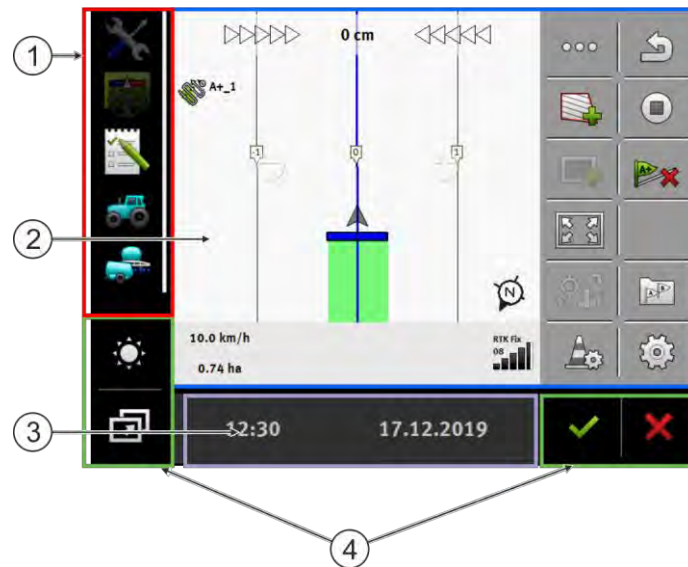 1
0 cm
A+_1
-1
0
1
A+
2
N
10.0 km/h
RTK Fix
08
0.74 ha
3
12:30
17.12.2019
4